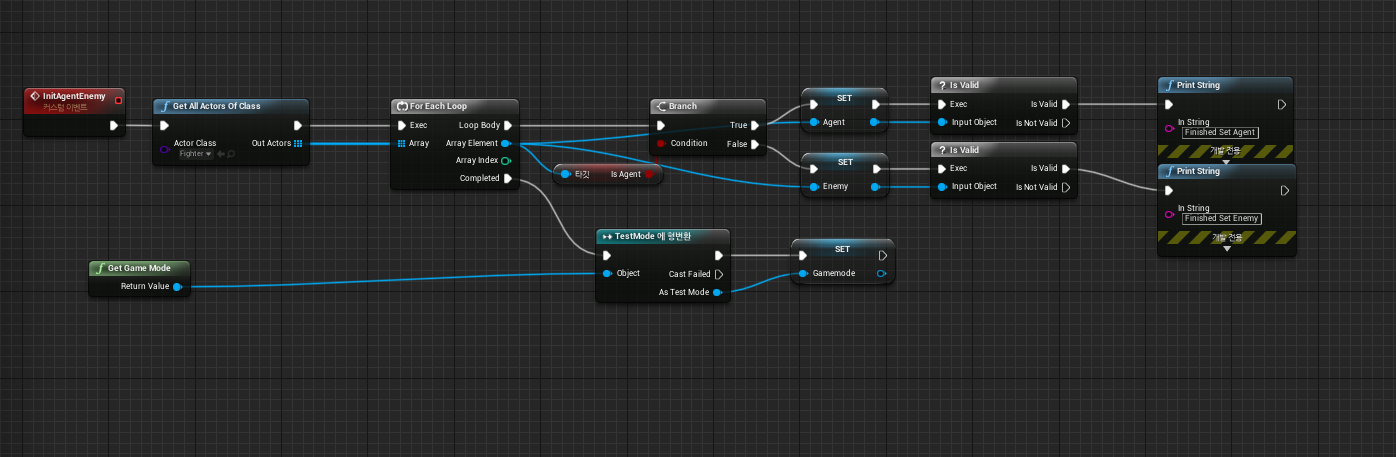 InitAgentEnemy
커스텀 이벤트
f Get All Actors Of Class
Actor Class
Fighter
Out Actors
For Each Loop
Exec
Loop Body
Array
Array Element
Array Index
Completed
타깃
Is Agent
Branch
True
Condition
False
SET
Agent
SET
Enemy
? Is Valid
Exec
Is Valid
Input Object
Is Not Valid
? Is Valid
Exec
Is Valid
Input Object
Is Not Valid
f Print String
In String
Finished Set Agent
개발 전용
f Print String
In String
Finished Set Enemy
개발 전용
f Get Game Mode
Return Value
TestMode 에 형변환
Object
Cast Failed
As Test Mode
SET
Gamemode